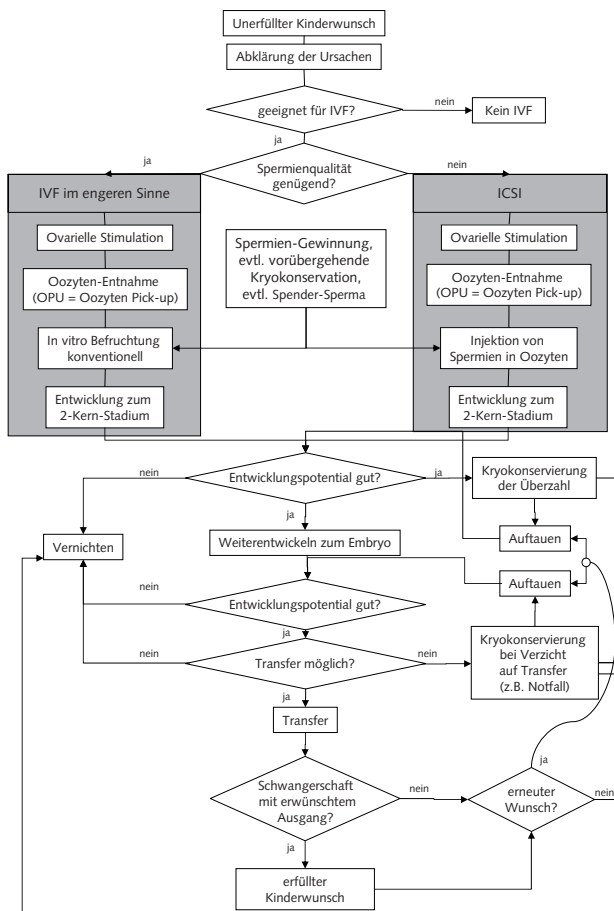 Unerfüllter Kinderwunsch
Abklärung der Ursachen
geeignet für IVF?
nein
Kein IVF
ja
ja
Spermienqualität
genügend?
nein
IVF im engeren Sinne
ICSI
Ovarielle Stimulation
Oozyten-Entnahme
(OPU = Oozyten Pick-up)
In vitro Befruchtung
konventionell
Entwicklung zum
2-Kern-Stadium
Spermien-Gewinnung,
evtl. vorübergehende
Kryokonservation,
evtl. Spender-Sperma
Ovarielle Stimulation
Oozyten-Entnahme
(OPU = Oozyten Pick-up)
Injektion von
Spermien in Oozyten
Entwicklung zum
2-Kern-Stadium
nein
Entwicklungspotential gut?
ja
Kryokonservierung
der Überzahl
ja
Vernichten
Weiterentwickeln zum Embryo
Auftauen
Auftauen
nein
Entwicklungspotential gut?
ja
nein
Transfer möglich?
nein
Kryokonservierung
bei Verzicht
auf Transfer
(z.B. Notfall)
ja
Transfer
Schwangerschaft
mit erwünschtem
Ausgang?
nein
ja
erneuter
Wunsch?
nein
ja
erfüllter
Kinderwunsch